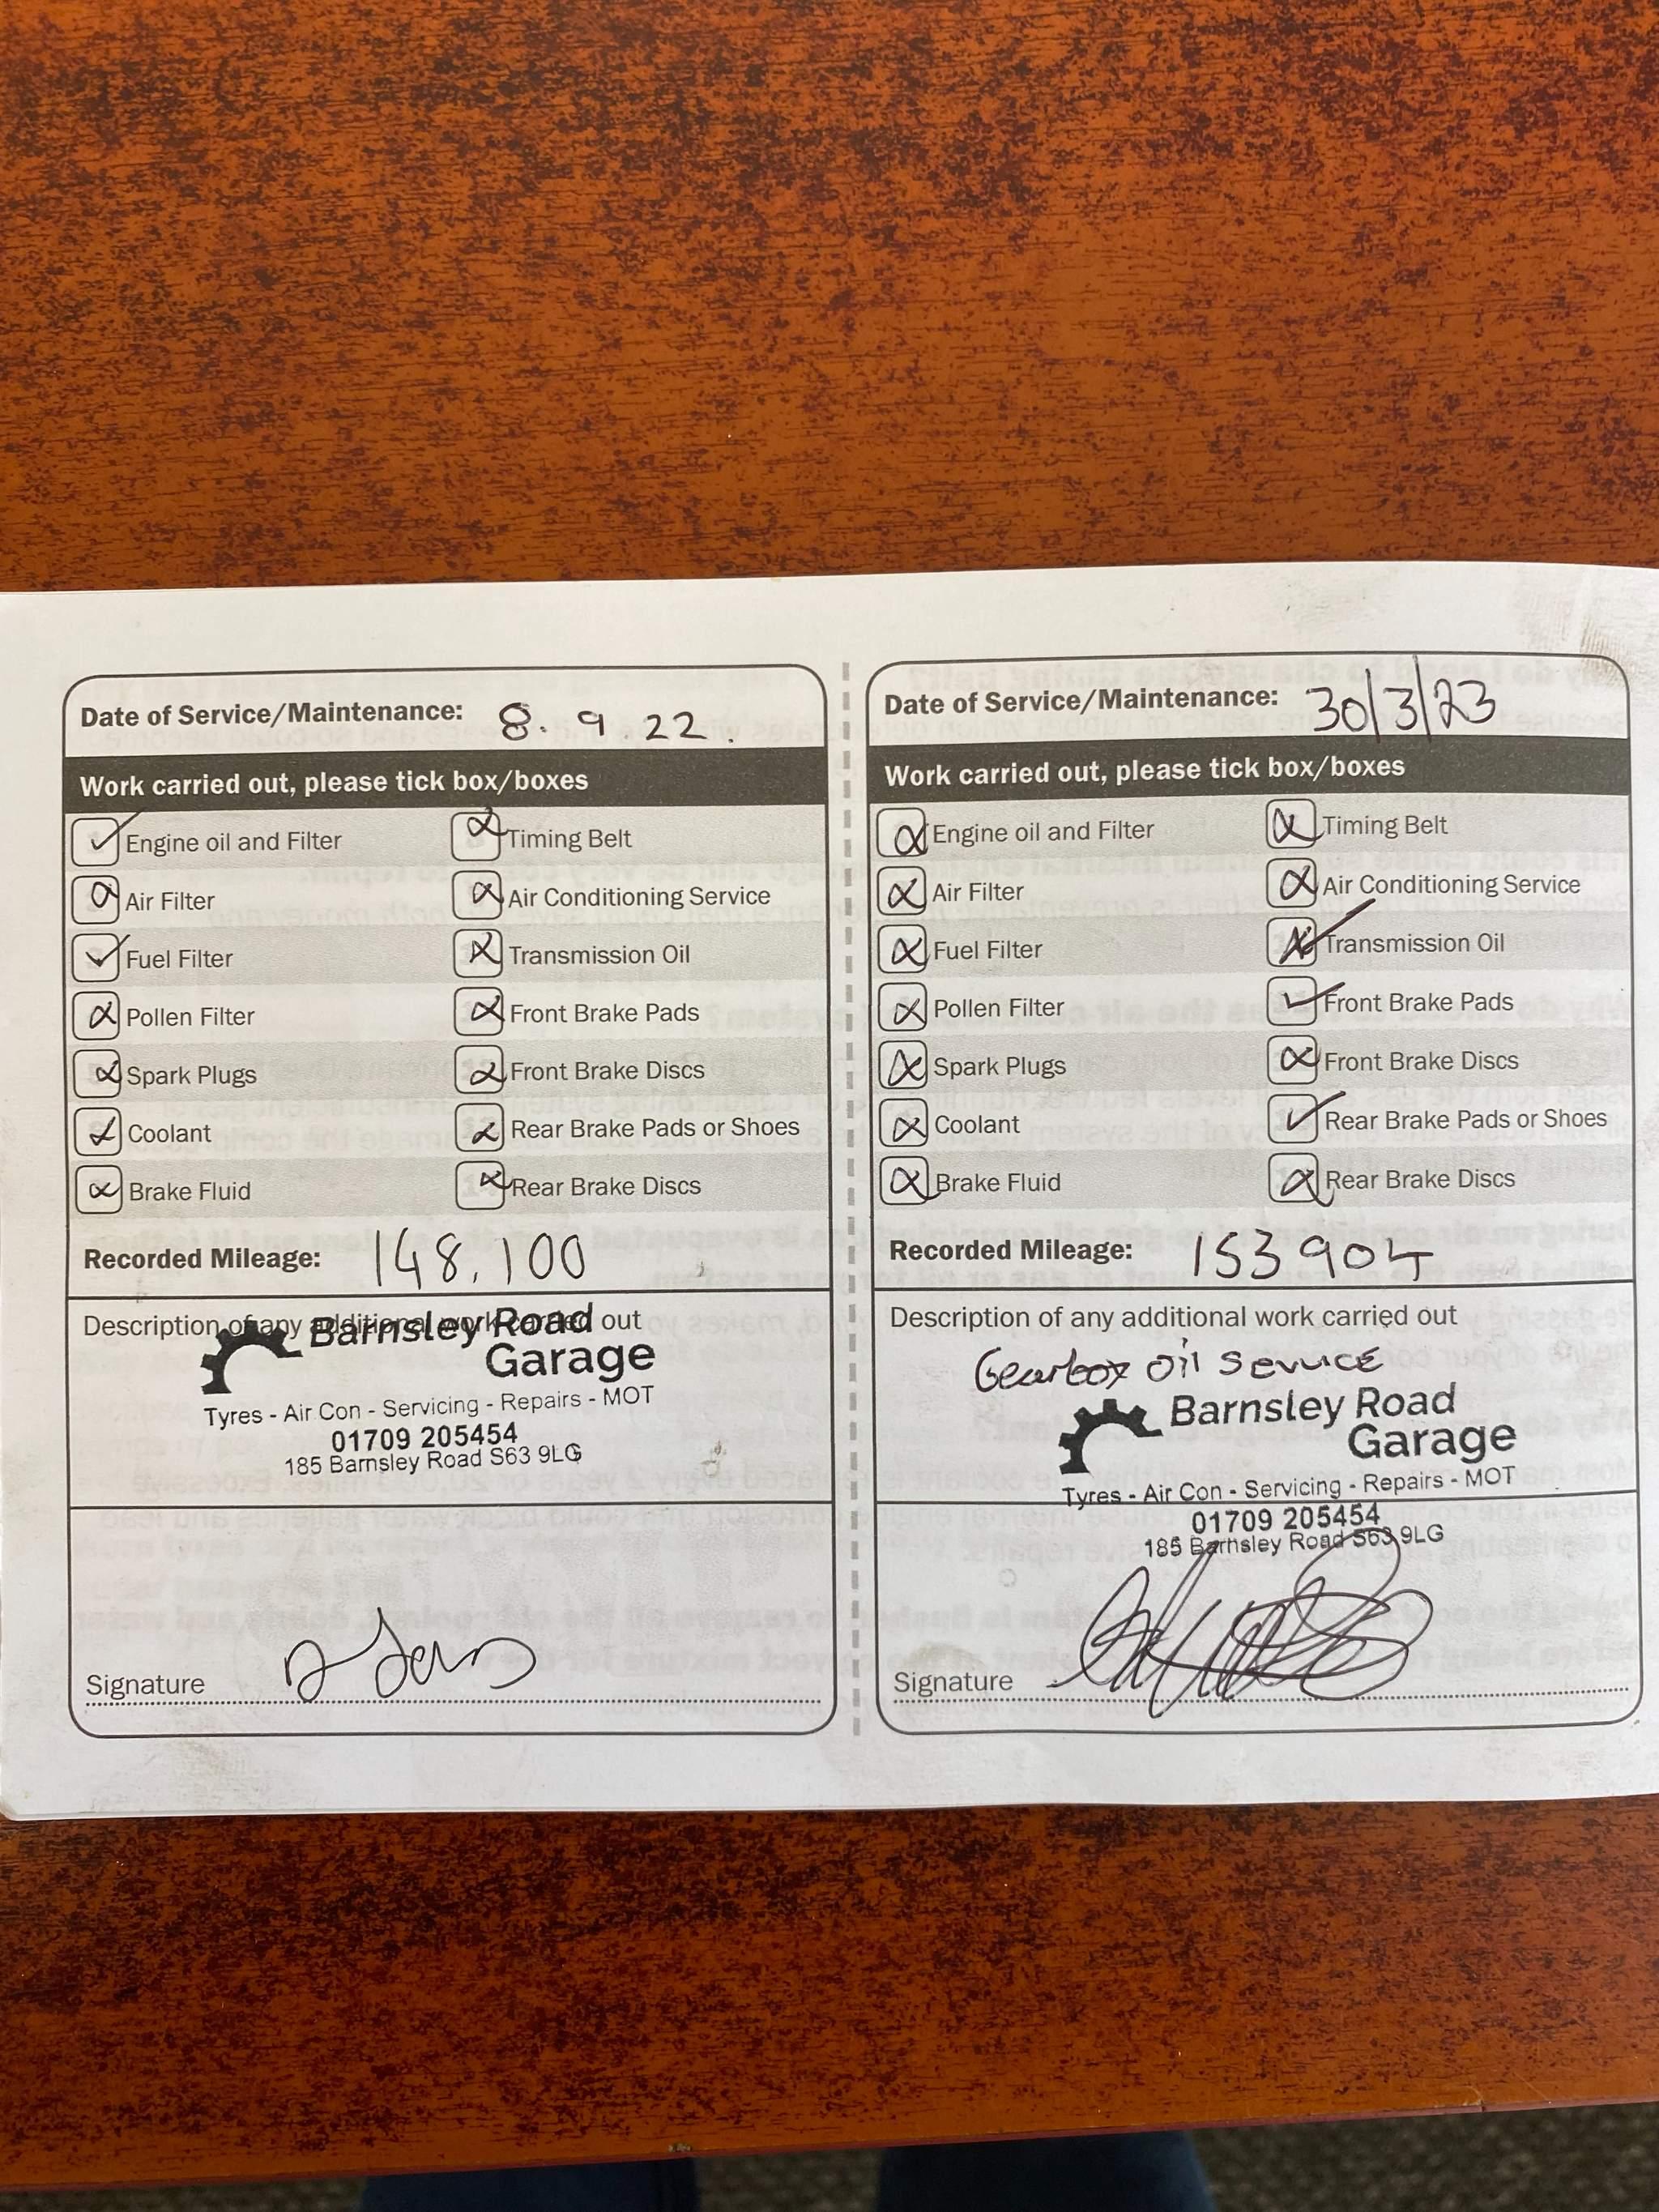 Date of Service/Maintenance: 8. 9 22.
Work carried out, please tick box/boxes
Engine oil and Filter
Timing Belt
Air Filter
Air Conditioning Service
Fuel Filter
Transmission Oil
Pollen Filter
Front Brake Pads
Spark Plugs
Front Brake Discs
Coolant
Rear Brake Pads or Shoes
Brake Fluid
Rear Brake Discs
Recorded Mileage: 148,100
Description of any additional work carried out
Barnsley Road
Garage
Tyres - Air Con - Servicing - Repairs - MOT
01709 205454
185 Barnsley Road S63 9LG
Signature
Date of Service/Maintenance: 30/3/23
Work carried out, please tick box/boxes
Engine oil and Filter
Timing Belt
Air Filter
Air Conditioning Service
Fuel Filter
Transmission Oil
Pollen Filter
Front Brake Pads
Spark Plugs
Front Brake Discs
Coolant
Rear Brake Pads or Shoes
Brake Fluid
Rear Brake Discs
Recorded Mileage: 153904
Description of any additional work carried out
Gearbox oil service
Barnsley Road
Garage
Tyres - Air Con - Servicing - Repairs - MOT
01709 205454
185 Barnsley Road S63 9LG
Signature